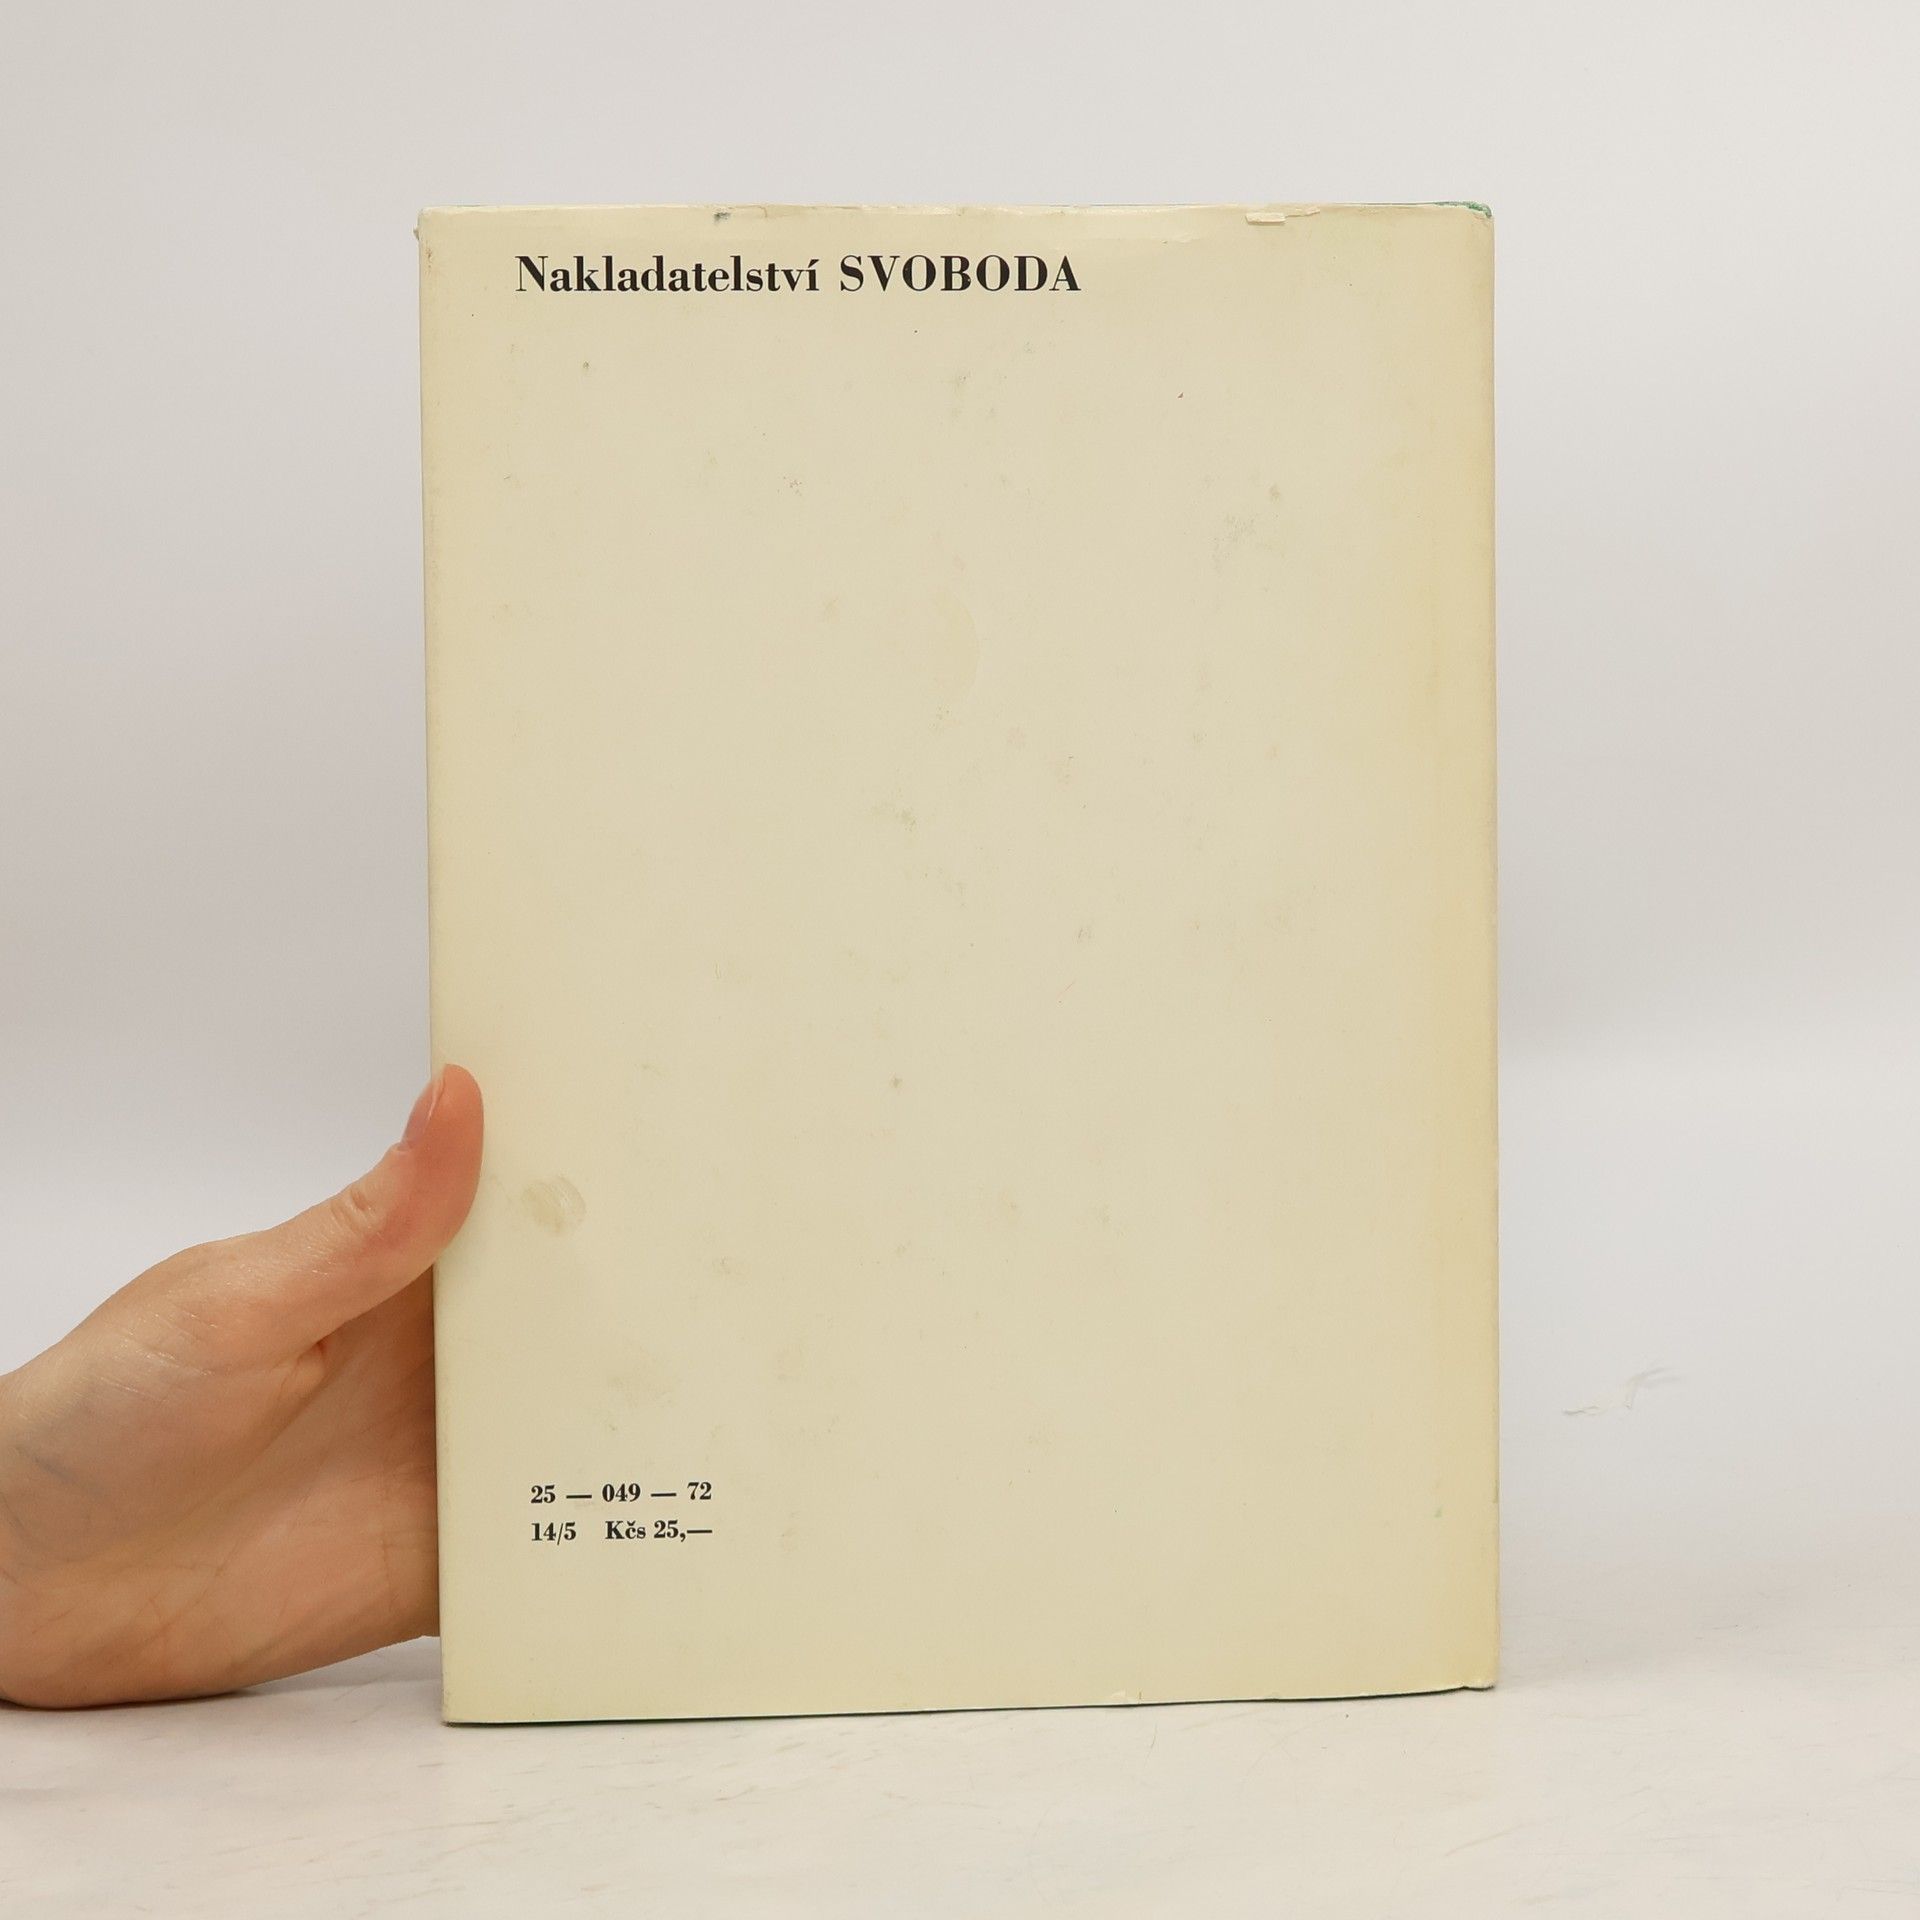 Nakladatelství SVOBODA
25 — 049 — 72
14/5 Kčs 25,—